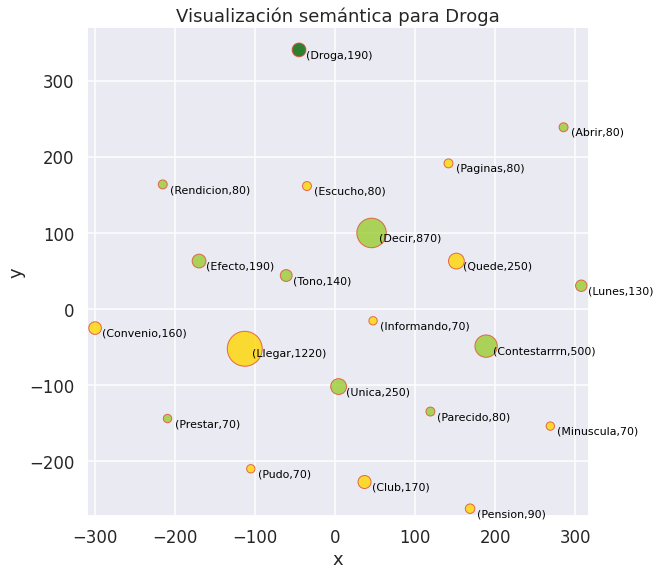 Visualización semántica para Droga
(Droga,190)
300
(Abrir,80)
200
(Paginas,80)
(Rendicion,80)
(Escucho,80)
100
(Decir,870)
(Efecto,190)
(Quede,250)
(Tono,140)
(Lunes,130)
y
0
(Informando,70)
(Convenio,160)
(Llegar,1220)
(Contestarrrn,500)
−100
(Unica,250)
(Parecido,80)
(Prestar,70)
(Minuscula,70)
−200
(Pudo,70)
(Club,170)
(Pension,90)
−300 −200 −100 0 100 200 300
x